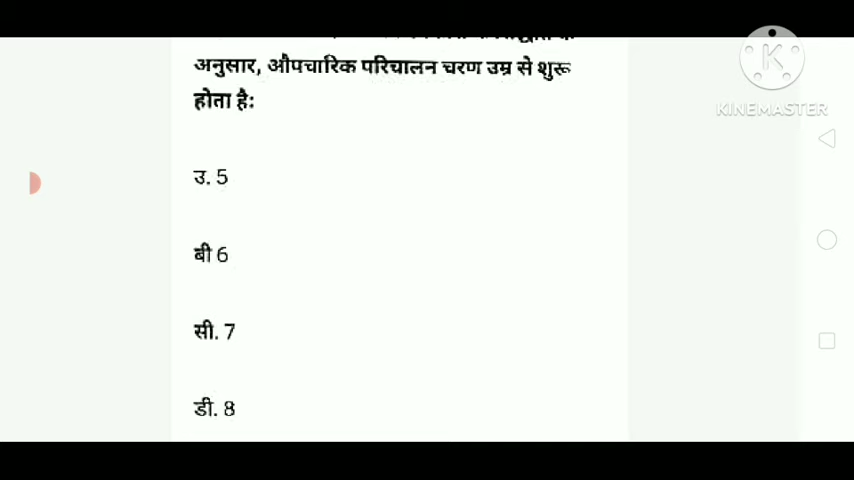 अनुसार, औपचारिक परिचालन चरण उम्र से शुरू
होता है:
उ. 5
बी 6
सी. 7
डी. 8
KINEMASTER